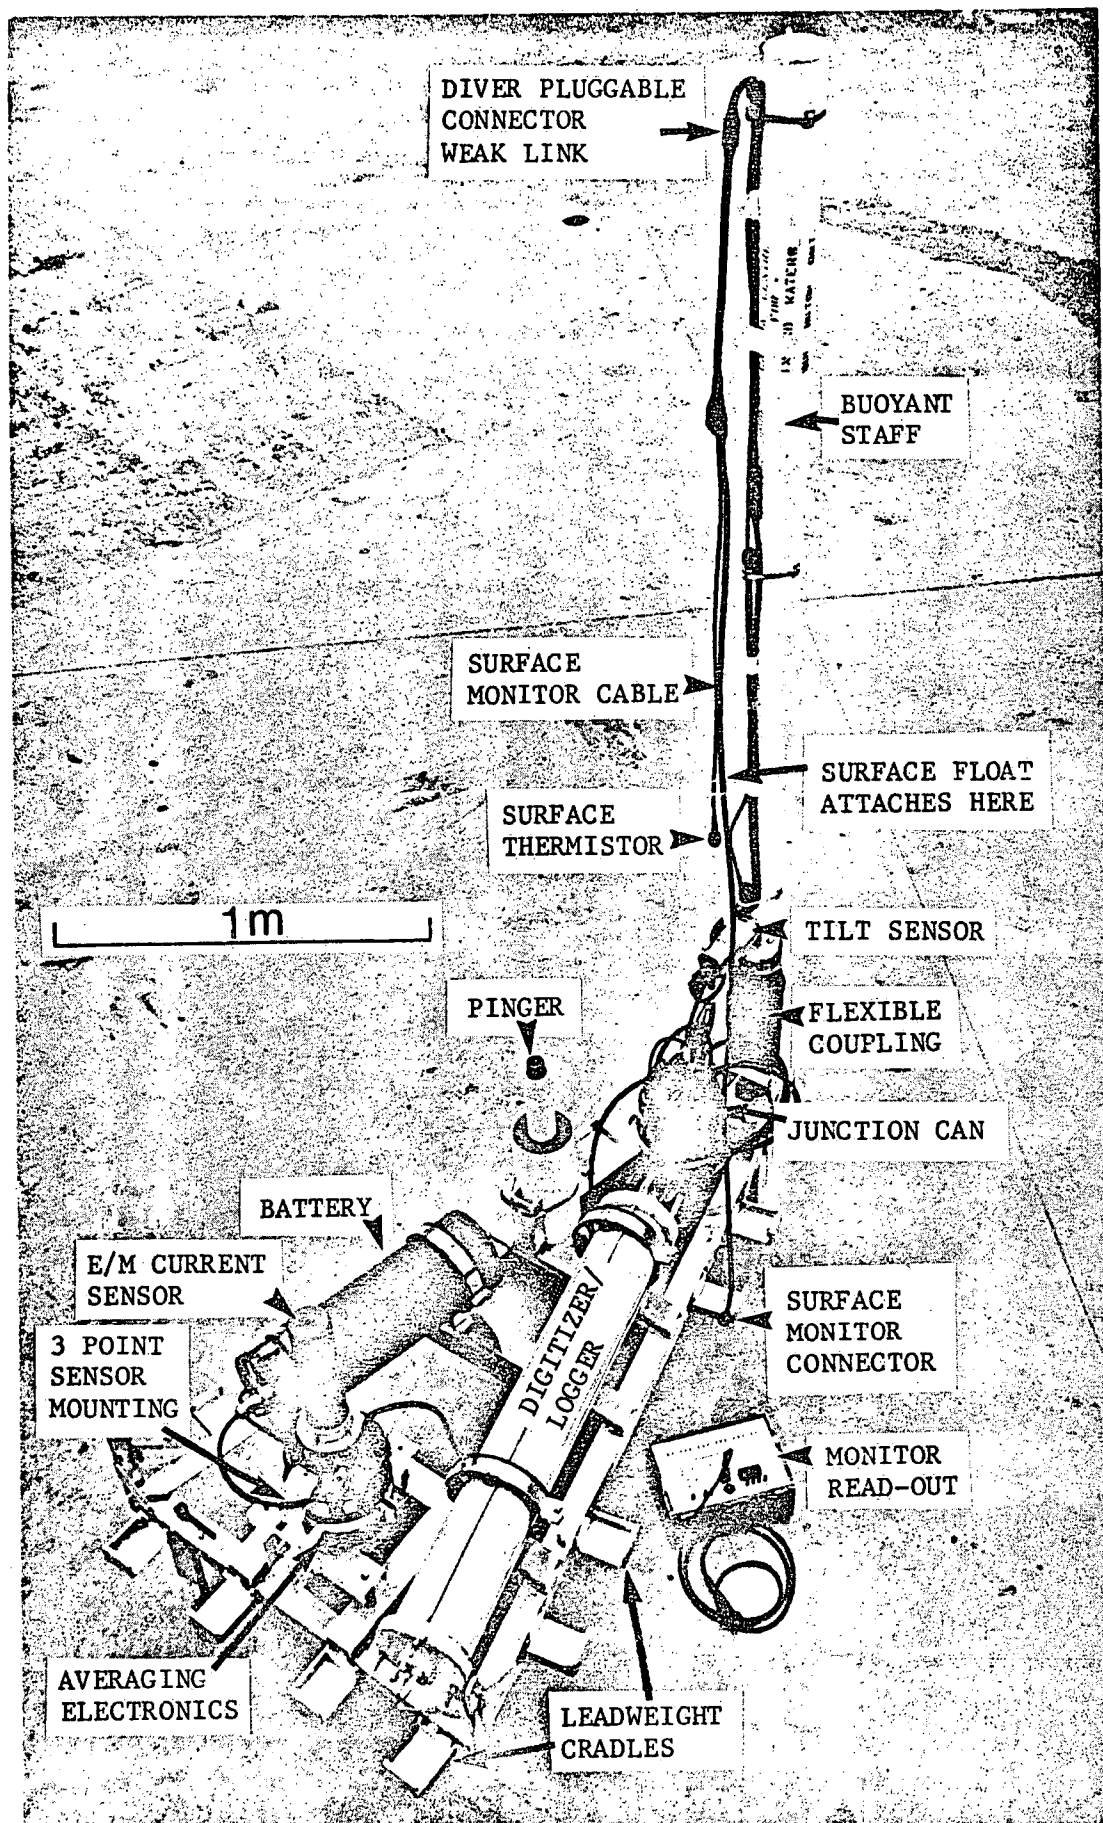 DIVER PLUGGABLE
CONNECTOR
WEAK LINK
WATERR
BUOYANT
STAFF
SURFACE
MONITOR CABLE
SURFACE FLOAT
ATTACHES HERE
SURFACE
THERMISTOR
1m
TILT SENSOR
PINGER
FLEXIBLE
COUPLING
JUNCTION CAN
BATTERY
E/M CURRENT
SENSOR
3 POINT
SENSOR
MOUNTING
DIGITIZER/
LOGGER
SURFACE
MONITOR
CONNECTOR
MONITOR
READ-OUT
AVERAGING
ELECTRONICS
LEADWEIGHT
CRADLES